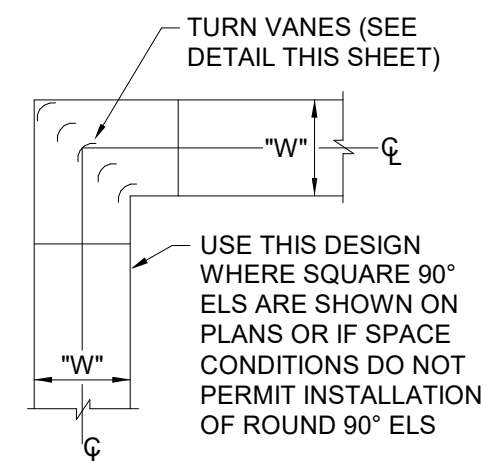 TURN VANES (SEE
DETAIL THIS SHEET)
"W"
℄
USE THIS DESIGN
WHERE SQUARE 90°
ELS ARE SHOWN ON
PLANS OR IF SPACE
CONDITIONS DO NOT
PERMIT INSTALLATION
OF ROUND 90° ELS
"W"
℄